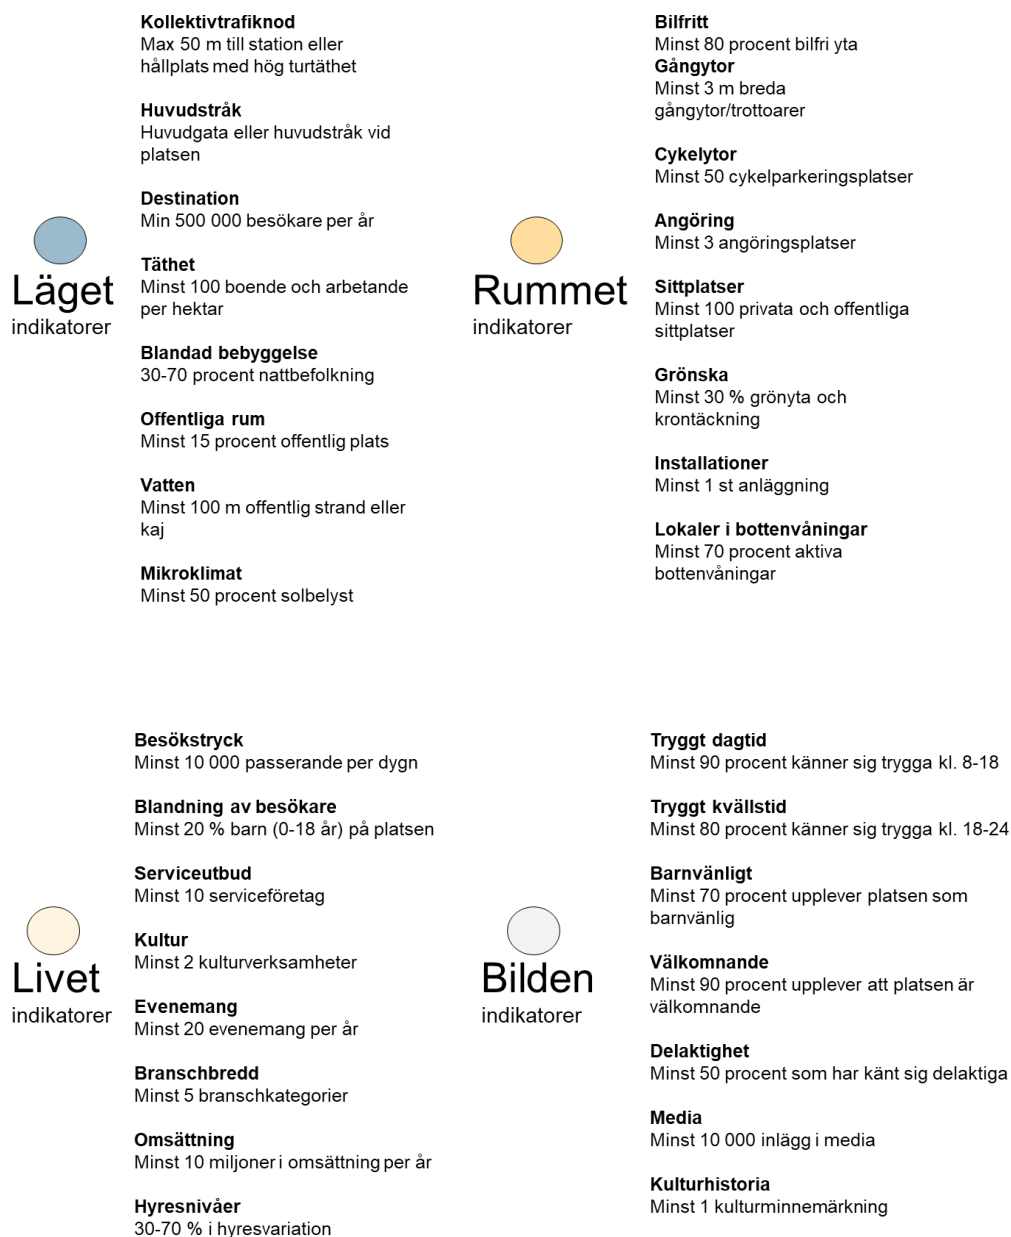 Läget
indikatorer
Kollektivtrafiknod
Max 50 m till station eller
hållplats med hög turtäthet
Huvudstråk
Huvudgata eller huvudstråk vid
platsen
Destination
Min 500 000 besökare per år
Täthet
Minst 100 boende och arbetande
per hektar
Blandad bebyggelse
30-70 procent nattbefolkning
Offentliga rum
Minst 15 procent offentlig plats
Vatten
Minst 100 m offentlig strand eller
kaj
Mikroklimat
Minst 50 procent solbelyst
Rummet
indikatorer
Bilfritt
Minst 80 procent bilfri yta
Gångytor
Minst 3 m breda
gångytor/trottoarer
Cykelytor
Minst 50 cykelparkeringsplatser
Angöring
Minst 3 angöringsplatser
Sittplatser
Minst 100 privata och offentliga
sittplatser
Grönska
Minst 30 % grönyta och
krontäckning
Installationer
Minst 1 st anläggning
Lokaler i bottenvåningar
Minst 70 procent aktiva
bottenvåningar
Livet
indikatorer
Besökstryck
Minst 10 000 passerande per dygn
Blandning av besökare
Minst 20 % barn (0-18 år) på platsen
Serviceutbud
Minst 10 serviceföretag
Kultur
Minst 2 kulturverksamheter
Evenemang
Minst 20 evenemang per år
Branschbredd
Minst 5 branschkategorier
Omsättning
Minst 10 miljoner i omsättning per år
Hyresnivåer
30-70 % i hyresvariation
Bilden
indikatorer
Tryggt dagtid
Minst 90 procent känner sig trygga kl. 8-18
Tryggt kvällstid
Minst 80 procent känner sig trygga kl. 18-24
Barnvänligt
Minst 70 procent upplever platsen som
barnvänlig
Välkomnande
Minst 90 procent upplever att platsen är
välkomnande
Delaktighet
Minst 50 procent som har känt sig delaktiga
Media
Minst 10 000 inlägg i media
Kulturhistoria
Minst 1 kulturminnemärkning